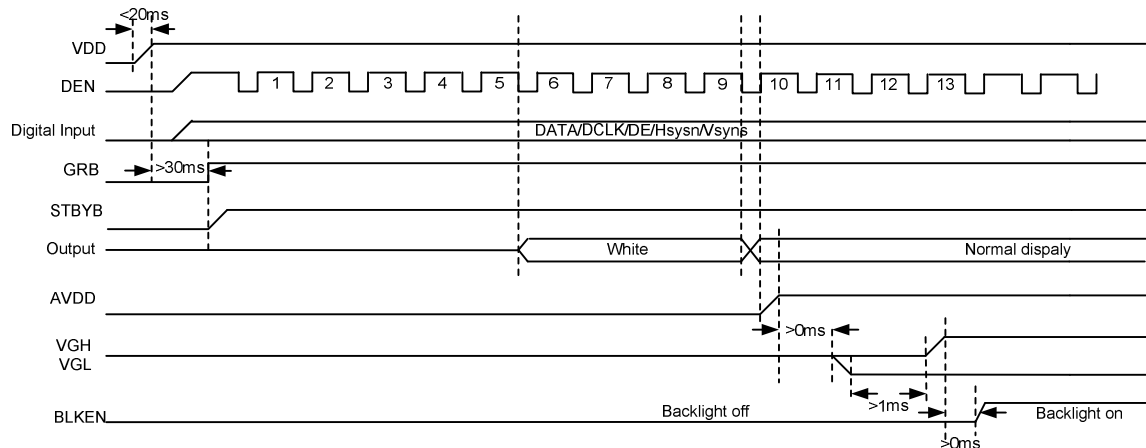 <20ms
VDD
DEN
1 2 3 4 5 6 7 8 9 10 11 12 13
Digital Input
DATA/DCLK/DE/Hsysn/Vsyns
GRB
>30ms
STBYB
Output
White
Normal dispaly
AVDD
>0ms
VGH
VGL
>1ms
BLKEN
Backlight off
Backlight on
>0ms